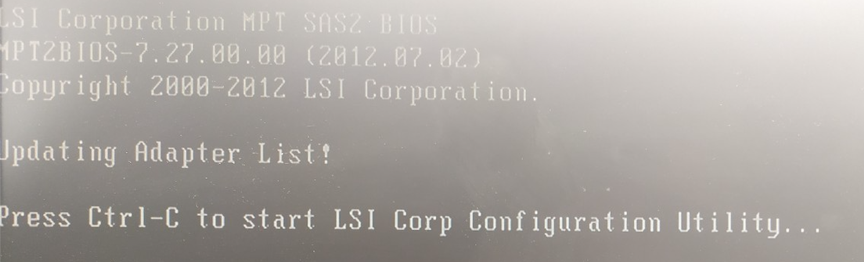 LSI Corporation MPT SAS2 BIOS
MPT2BIOS-7.27.00.00 (2012.07.02)
Copyright 2000-2012 LSI Corporation.
Updating Adapter List!
Press Ctrl-C to start LSI Corp Configuration Utility...